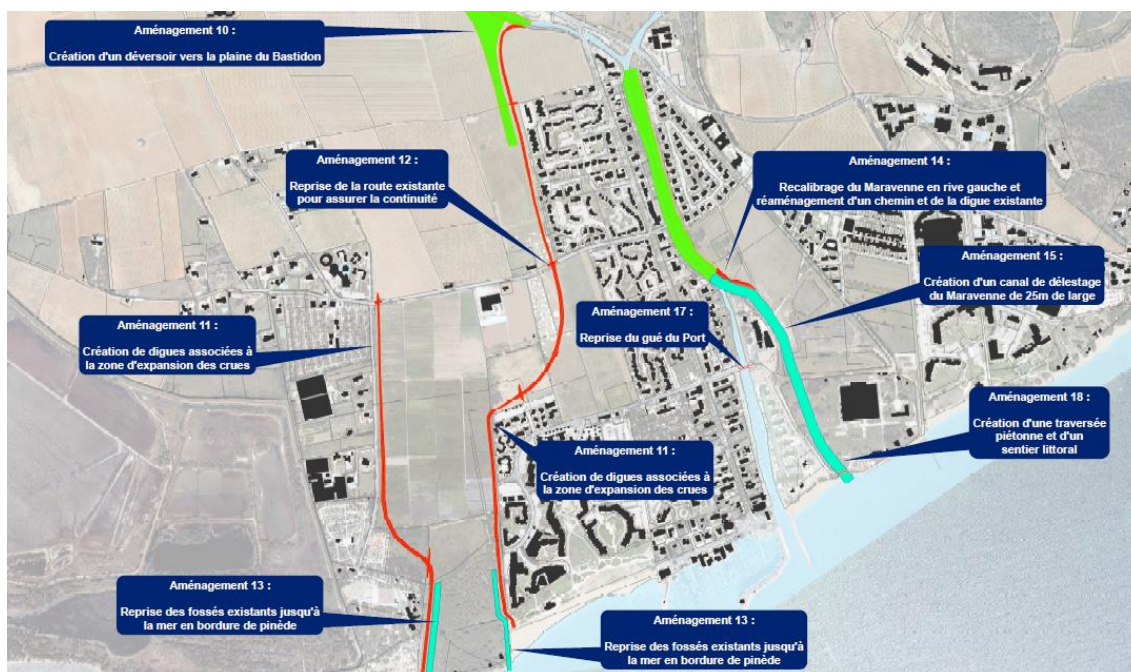 Aménagement 10 :
Création d'un déversoir vers la plaine du Bastidon
Aménagement 12 :
Reprise de la route existante
pour assurer la continuité
Aménagement 14 :
Recalibrage du Maravenne en rive gauche et
réaménagement d'un chemin et de la digue existante
Aménagement 15 :
Création d'un canal de délestage
du Maravenne de 25m de large
Aménagement 11 :
Création de digues associées à
la zone d'expansion des crues
Aménagement 17 :
Reprise du gué du Port
Aménagement 18 :
Création d'une traversée
piétonne et d'un
sentier littoral
Aménagement 11 :
Création de digues associées à
la zone d'expansion des crues
Aménagement 13 :
Reprise des fossés existants jusqu'à
la mer en bordure de pinède
Aménagement 13 :
Reprise des fossés existants jusqu'à
la mer en bordure de pinède